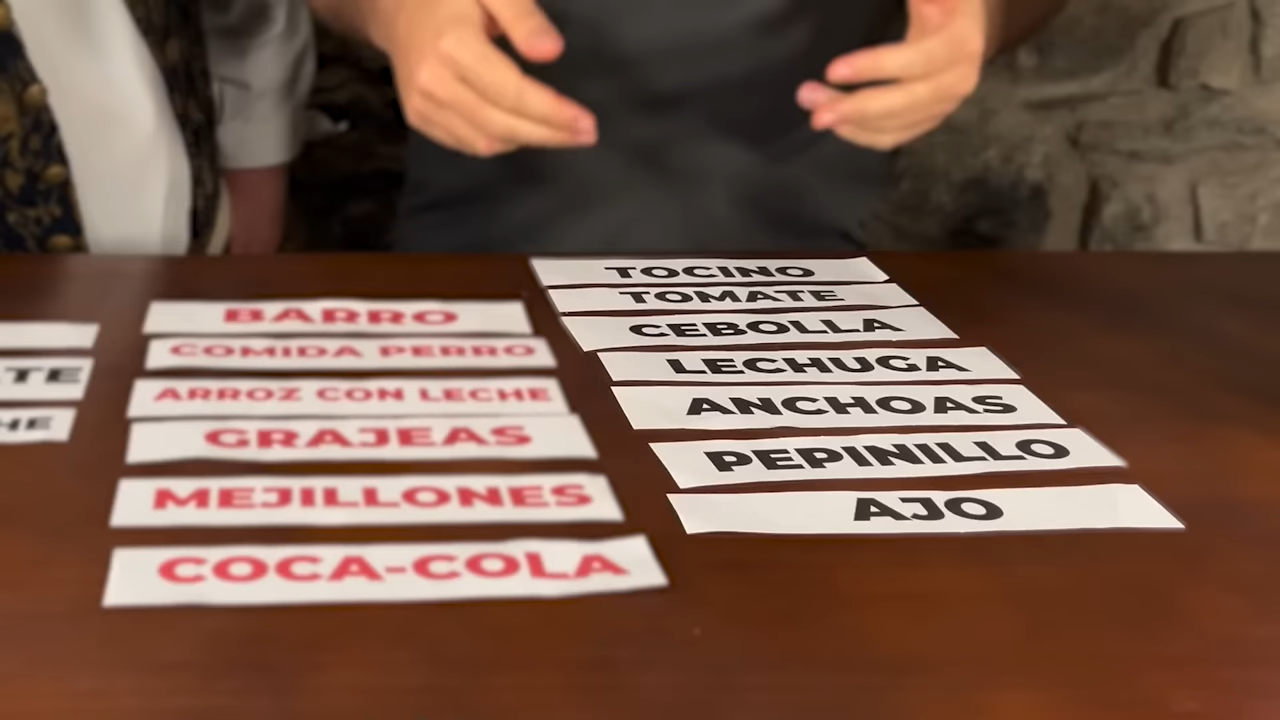 BARRO
COMIDA PERRO
ARROZ CON LECHE
GRAJEAS
MEJILLONES
COCA-COLA
TOCINO
TOMATE
CEBOLLA
LECHUGA
ANCHOAS
PEPINILLO
AJO